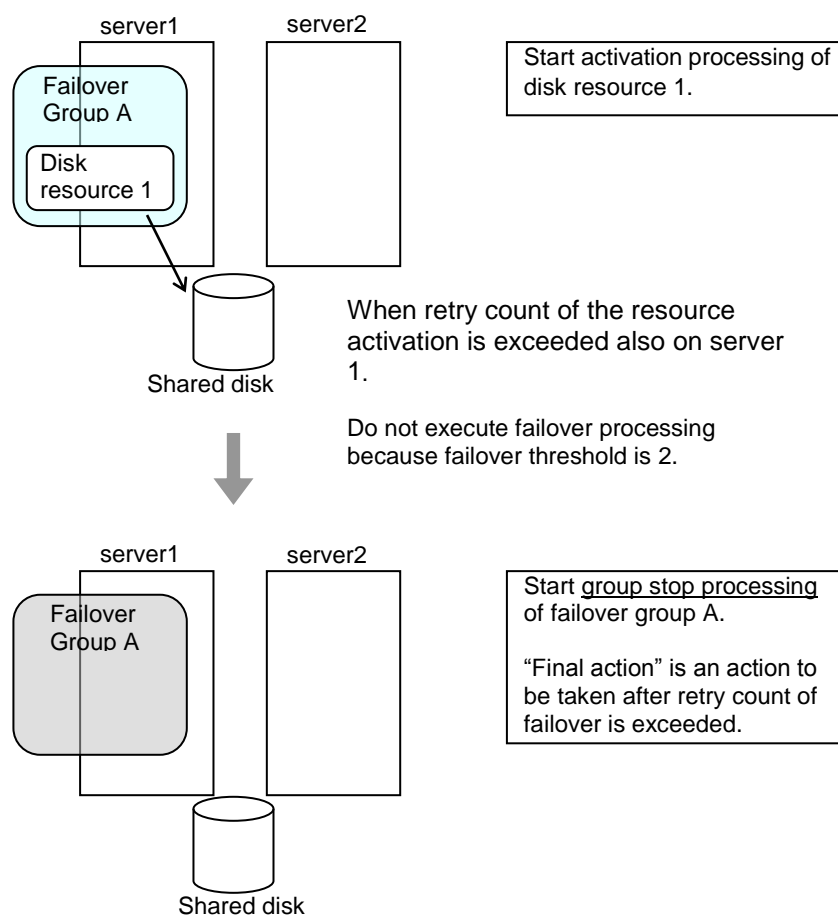 server1
server2
Failover
Group A
Disk
resource 1
Start activation processing of
disk resource 1.
Shared disk
When retry count of the resource
activation is exceeded also on server
1.
Do not execute failover processing
because failover threshold is 2.
server1
server2
Failover
Group A
Start group stop processing
of failover group A.
“Final action” is an action to
be taken after retry count of
failover is exceeded.
Shared disk